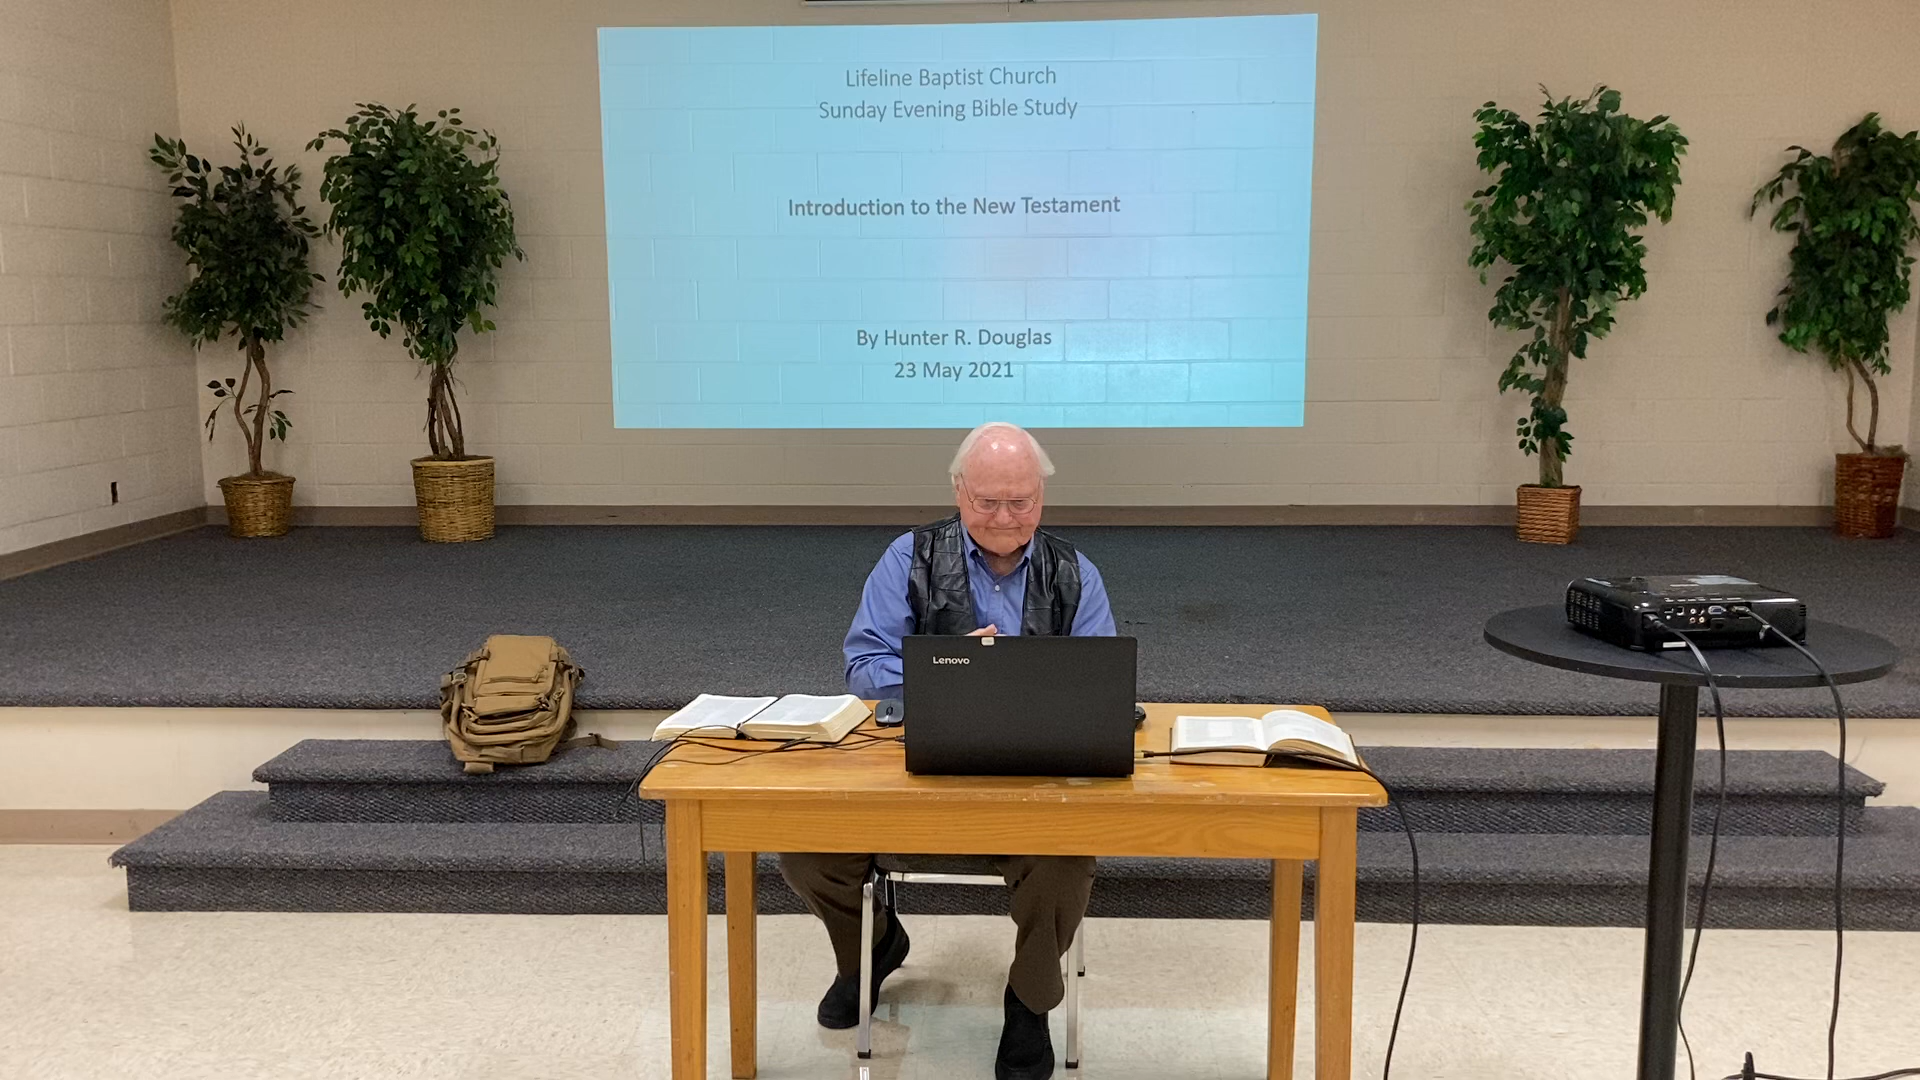 Lifeline Baptist Church
Sunday Evening Bible Study
Introduction to the New Testament
By Hunter R. Douglas
23 May 2021
Lenovo